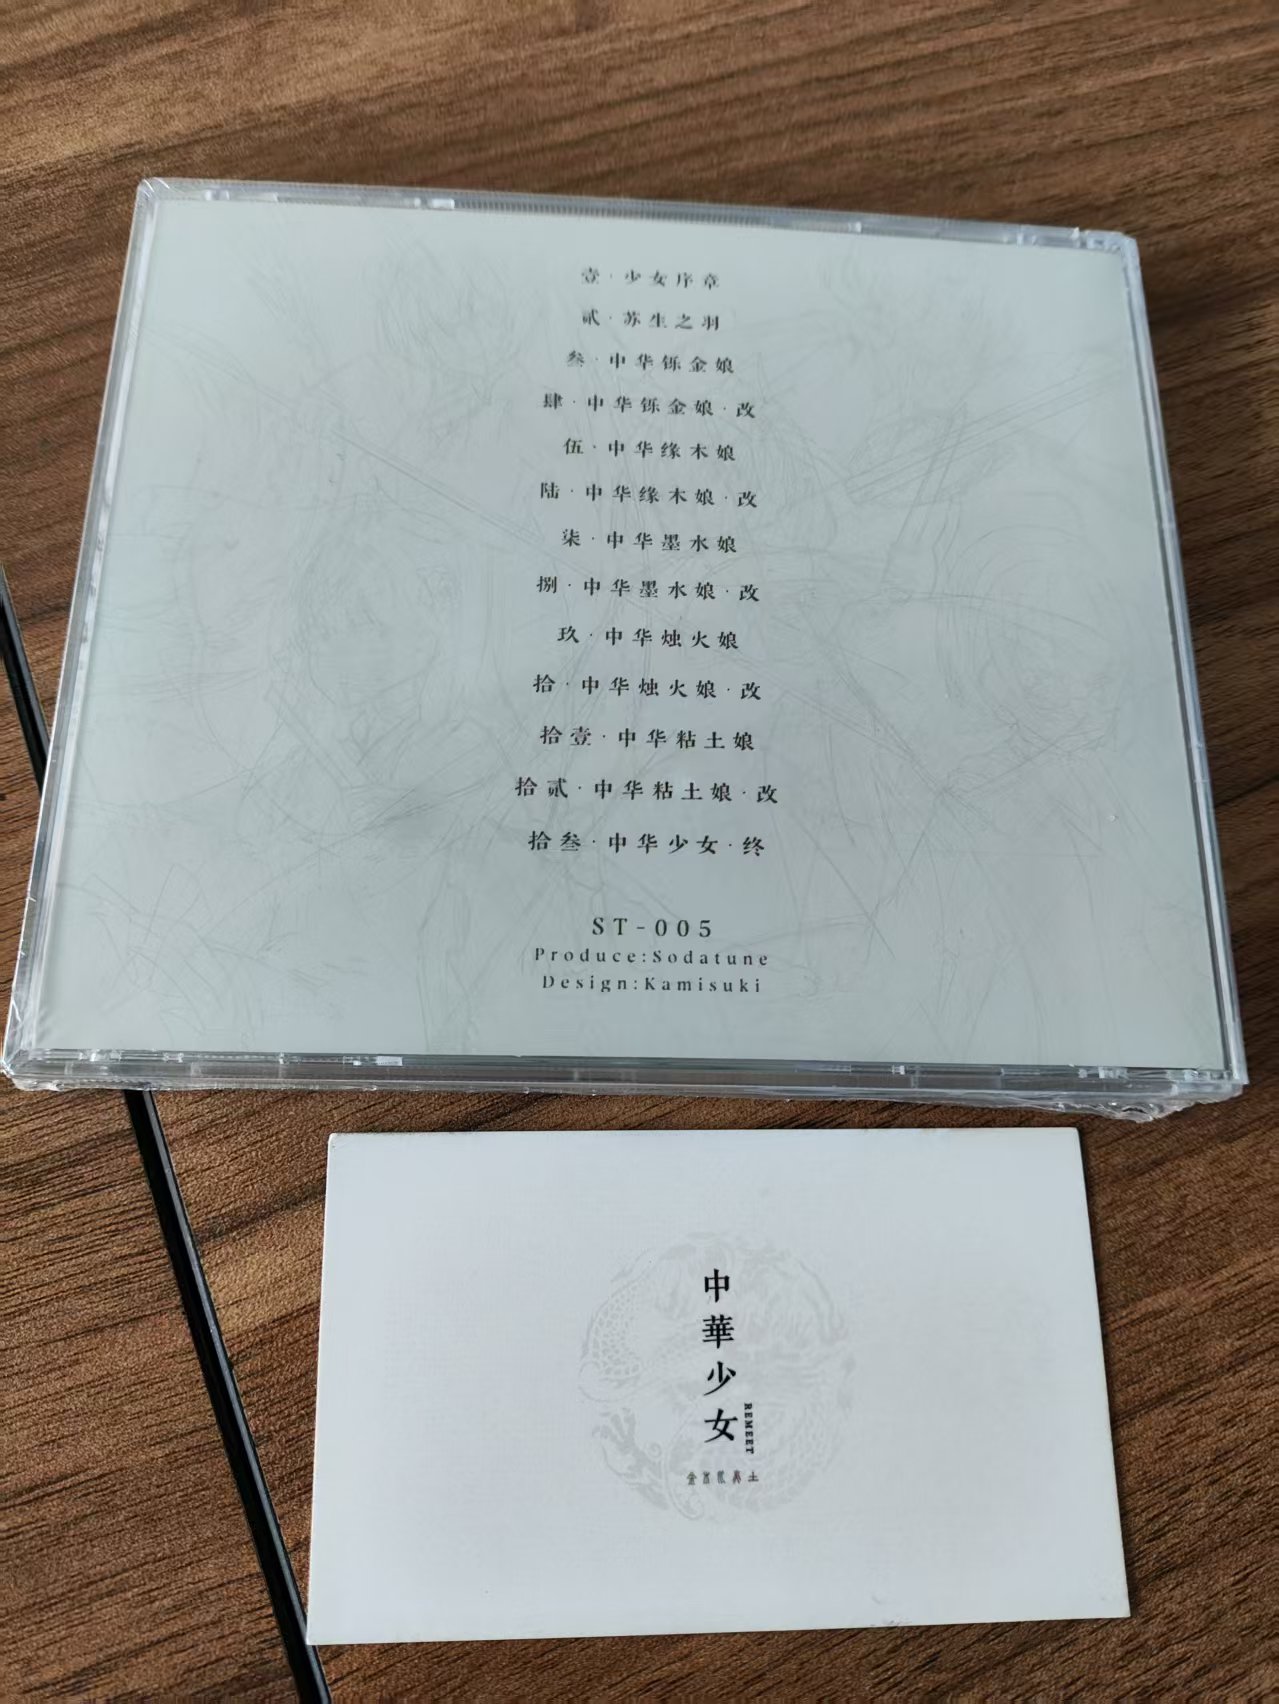 壹·少女序章
贰·苏生之羽
叁·中华铄金娘
肆·中华铄金娘·改
伍·中华缘木娘
陆·中华缘木娘·改
柒·中华墨水娘
捌·中华墨水娘·改
玖·中华烛火娘
拾·中华烛火娘·改
拾壹·中华粘土娘
拾贰·中华粘土娘·改
拾叁·中华少女·终
ST-005
Produce:Sodatune
Design:Kamisuki
中華少女
REMEET
金木水火土